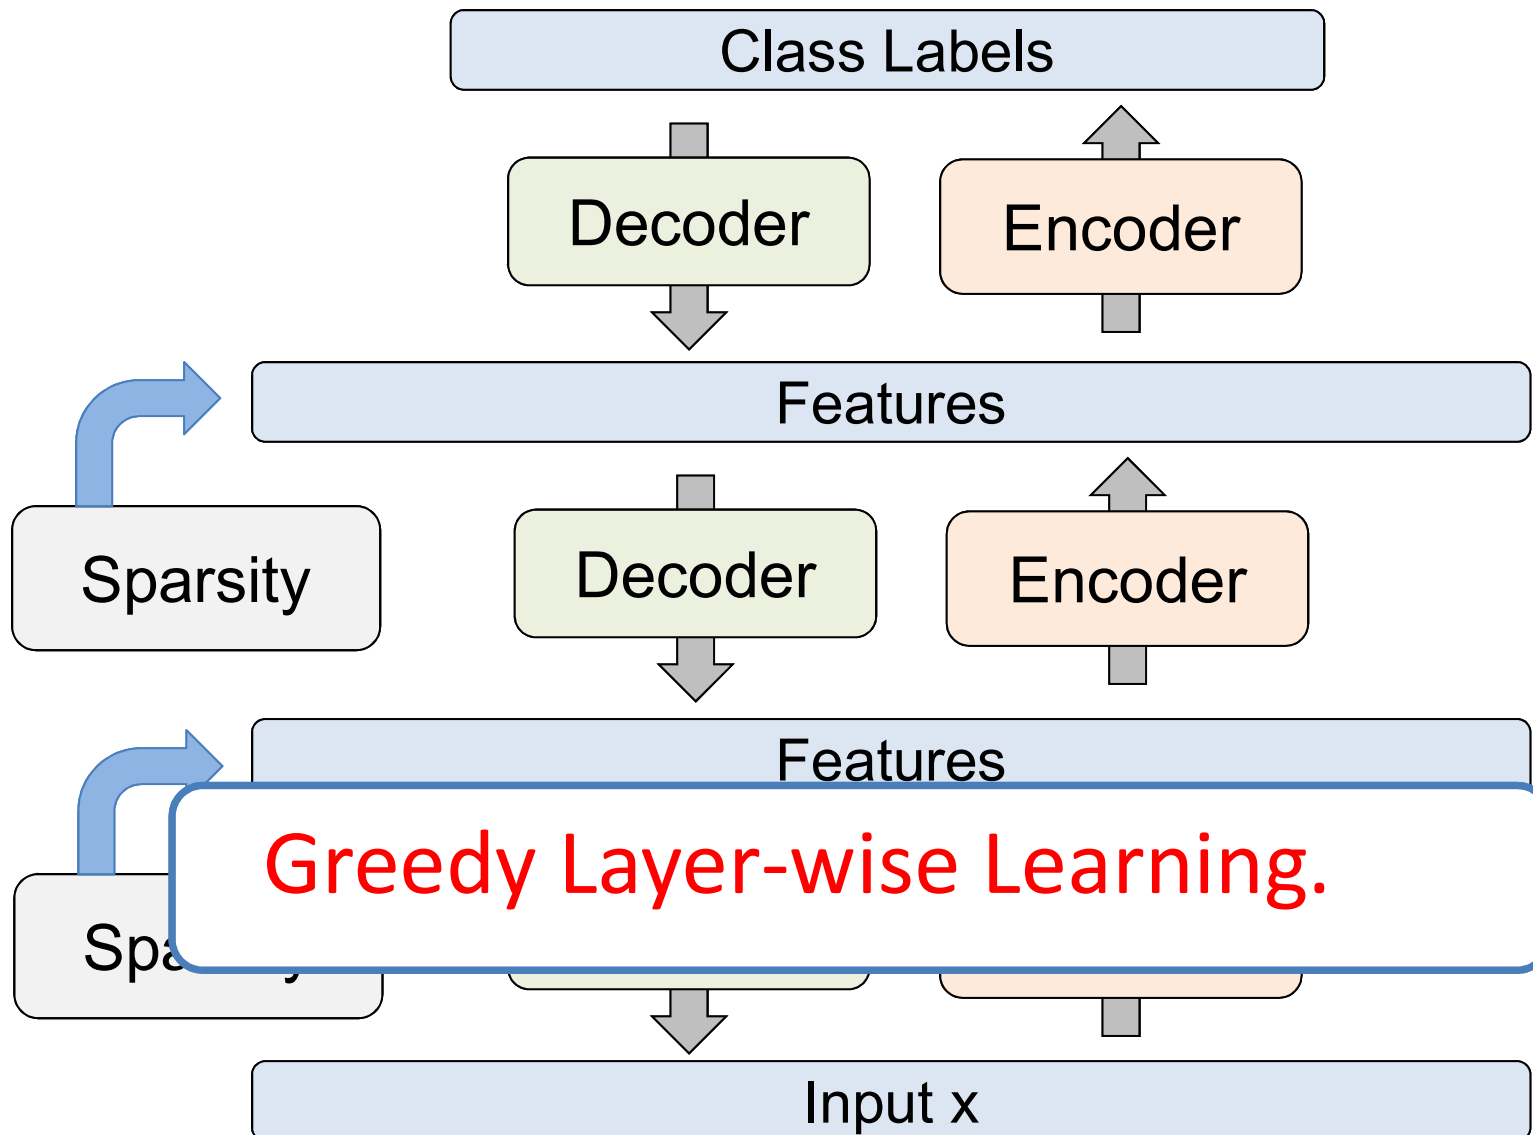 Class Labels
Decoder
Encoder
Features
Sparsity
Decoder
Encoder
Features
Greedy Layer-wise Learning.
Input x